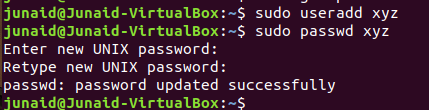 junaid@Junaid-VirtualBox:~$ sudo useradd xyz
junaid@Junaid-VirtualBox:~$ sudo passwd xyz
Enter new UNIX password:
Retype new UNIX password:
passwd: password updated successfully
junaid@Junaid-VirtualBox:~$